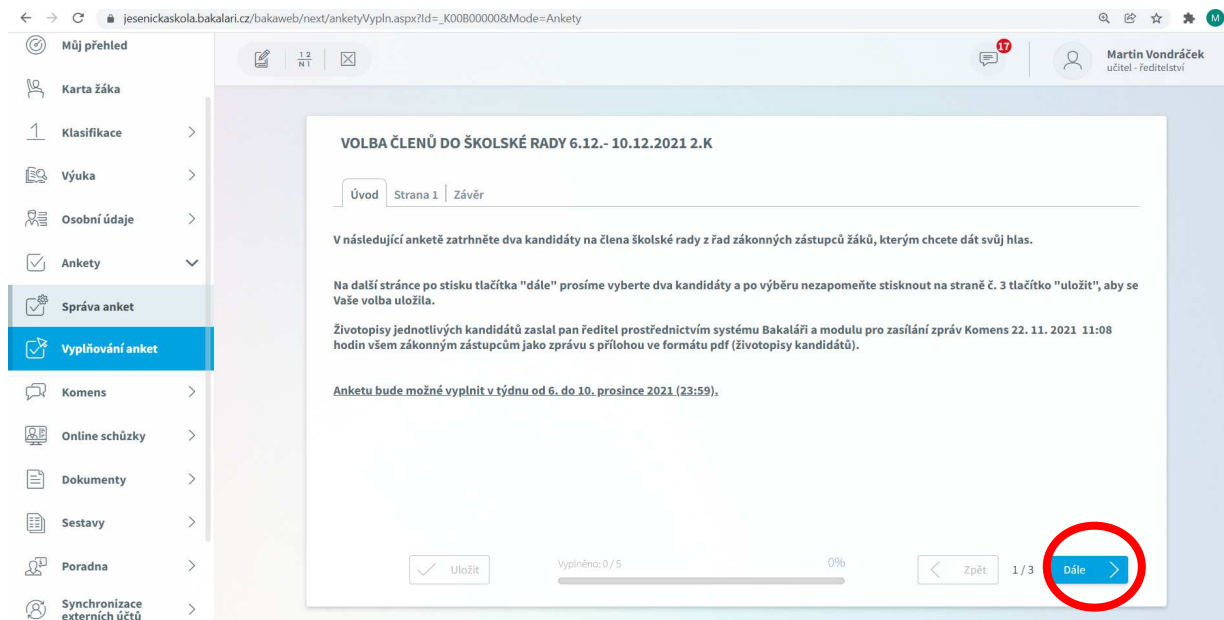 jesenickaskola.bakalari.cz/bakaweb/next/anketyVypln.aspx?Id=_K00B00000&Mode=Ankety
M
Můj přehled
Karta žáka
Klasifikace
Výuka
Osobní údaje
Ankety
Správa anket
Vyplňování anket
Komens
Online schůzky
Dokumenty
Sestavy
Poradna
Synchronizace
externích účtů
1 2
N T
17
Martin Vondráček
učitel - ředitelství
VOLBA ČLENŮ DO ŠKOLSKÉ RADY 6.12.- 10.12.2021 2.K
Úvod Strana 1 Závěr
V následující anketě zatrhněte dva kandidáty na člena školské rady z řad zákonných zástupců žáků, kterým chcete dát svůj hlas.
Na další stránce po stisku tlačítka "dále" prosíme vyberte dva kandidáty a po výběru nezapomeňte stisknout na straně č. 3 tlačítko "uložit", aby se
Vaše volba uložila.
Životopisy jednotlivých kandidátů zaslal pan ředitel prostřednictvím systému Bakaláři a modulu pro zasílání zpráv Komens 22. 11. 2021 11:08
hodin všem zákonným zástupcům jako zprávu s přílohou ve formátu pdf (životopisy kandidátů).
Anketu bude možné vyplnit v týdnu od 6. do 10. prosince 2021 (23:59).
Uložit
Vyplněno: 0 / 5 0%
Zpět 1 / 3 Dále